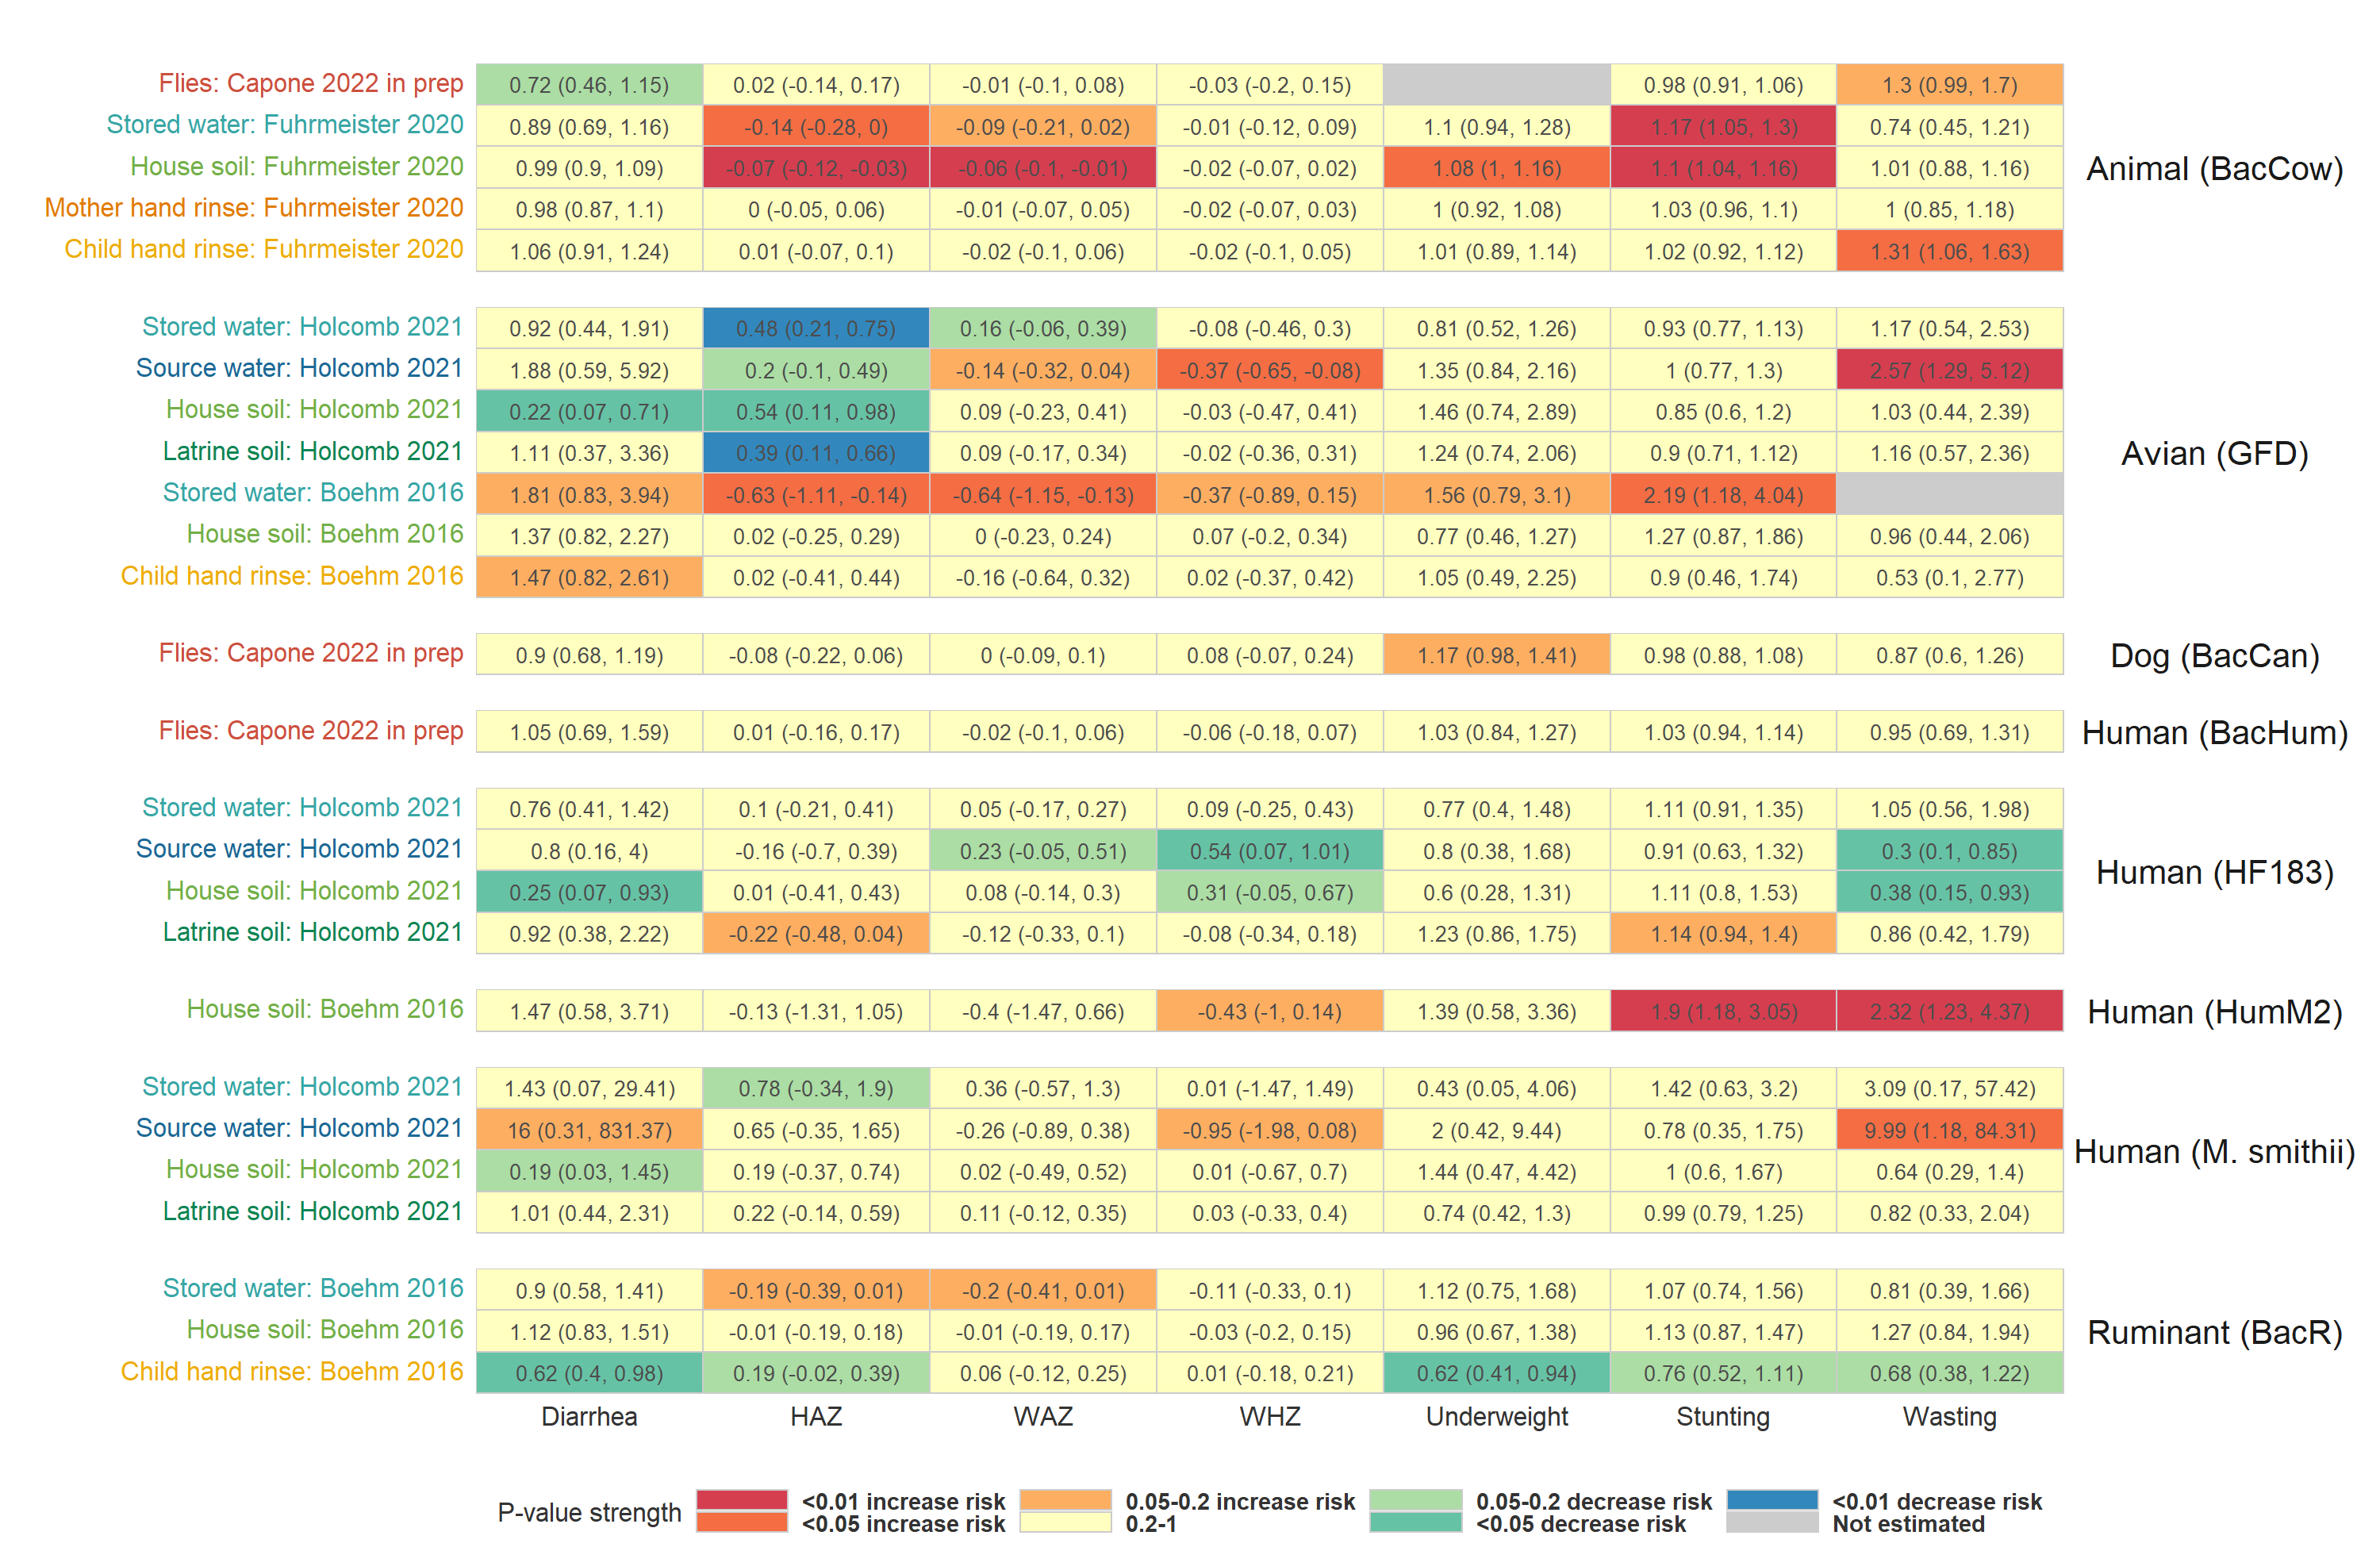 Flies: Capone 2022 in prep 0.72 (0.46, 1.15) 0.02 (-0.14, 0.17) -0.01 (-0.1, 0.08) -0.03 (-0.2, 0.15) 0.98 (0.91, 1.06) 1.3 (0.99, 1.7)
Stored water: Fuhrmeister 2020 0.89 (0.69, 1.16) -0.14 (-0.28, 0) -0.09 (-0.21, 0.02) -0.01 (-0.12, 0.09) 1.1 (0.94, 1.28) 1.17 (1.05, 1.3) 0.74 (0.45, 1.21)
House soil: Fuhrmeister 2020 0.99 (0.9, 1.09) -0.07 (-0.12, -0.03) -0.06 (-0.1, -0.01) -0.02 (-0.07, 0.02) 1.08 (1, 1.16) 1.1 (1.04, 1.16) 1.01 (0.88, 1.16) Animal (BacCow)
Mother hand rinse: Fuhrmeister 2020 0.98 (0.87, 1.1) 0 (-0.05, 0.06) -0.01 (-0.07, 0.05) -0.02 (-0.07, 0.03) 1 (0.92, 1.08) 1.03 (0.96, 1.1) 1 (0.85, 1.18)
Child hand rinse: Fuhrmeister 2020 1.06 (0.91, 1.24) 0.01 (-0.07, 0.1) -0.02 (-0.1, 0.06) -0.02 (-0.1, 0.05) 1.01 (0.89, 1.14) 1.02 (0.92, 1.12) 1.31 (1.06, 1.63)
Stored water: Holcomb 2021 0.92 (0.44, 1.91) 0.48 (0.21, 0.75) 0.16 (-0.06, 0.39) -0.08 (-0.46, 0.3) 0.81 (0.52, 1.26) 0.93 (0.77, 1.13) 1.17 (0.54, 2.53)
Source water: Holcomb 2021 1.88 (0.59, 5.92) 0.2 (-0.1, 0.49) -0.14 (-0.32, 0.04) -0.37 (-0.65, -0.08) 1.35 (0.84, 2.16) 1 (0.77, 1.3) 2.57 (1.29, 5.12)
House soil: Holcomb 2021 0.22 (0.07, 0.71) 0.54 (0.11, 0.98) 0.09 (-0.23, 0.41) -0.03 (-0.47, 0.41) 1.46 (0.74, 2.89) 0.85 (0.6, 1.2) 1.03 (0.44, 2.39)
Latrine soil: Holcomb 2021 1.11 (0.37, 3.36) 0.39 (0.11, 0.66) 0.09 (-0.17, 0.34) -0.02 (-0.36, 0.31) 1.24 (0.74, 2.06) 0.9 (0.71, 1.12) 1.16 (0.57, 2.36) Avian (GFD)
Stored water: Boehm 2016 1.81 (0.83, 3.94) -0.63 (-1.11, -0.14) -0.64 (-1.15, -0.13) -0.37 (-0.89, 0.15) 1.56 (0.79, 3.1) 2.19 (1.18, 4.04)
House soil: Boehm 2016 1.37 (0.82, 2.27) 0.02 (-0.25, 0.29) 0 (-0.23, 0.24) 0.07 (-0.2, 0.34) 0.77 (0.46, 1.27) 1.27 (0.87, 1.86) 0.96 (0.44, 2.06)
Child hand rinse: Boehm 2016 1.47 (0.82, 2.61) 0.02 (-0.41, 0.44) -0.16 (-0.64, 0.32) 0.02 (-0.37, 0.42) 1.05 (0.49, 2.25) 0.9 (0.46, 1.74) 0.53 (0.1, 2.77)
Flies: Capone 2022 in prep 0.9 (0.68, 1.19) -0.08 (-0.22, 0.06) 0 (-0.09, 0.1) 0.08 (-0.07, 0.24) 1.17 (0.98, 1.41) 0.98 (0.88, 1.08) 0.87 (0.6, 1.26) Dog (BacCan)
Flies: Capone 2022 in prep 1.05 (0.69, 1.59) 0.01 (-0.16, 0.17) -0.02 (-0.1, 0.06) -0.06 (-0.18, 0.07) 1.03 (0.84, 1.27) 1.03 (0.94, 1.14) 0.95 (0.69, 1.31) Human (BacHum)
Stored water: Holcomb 2021 0.76 (0.41, 1.42) 0.1 (-0.21, 0.41) 0.05 (-0.17, 0.27) 0.09 (-0.25, 0.43) 0.77 (0.4, 1.48) 1.11 (0.91, 1.35) 1.05 (0.56, 1.98)
Source water: Holcomb 2021 0.8 (0.16, 4) -0.16 (-0.7, 0.39) 0.23 (-0.05, 0.51) 0.54 (0.07, 1.01) 0.8 (0.38, 1.68) 0.91 (0.63, 1.32) 0.3 (0.1, 0.85)
House soil: Holcomb 2021 0.25 (0.07, 0.93) 0.01 (-0.41, 0.43) 0.08 (-0.14, 0.3) 0.31 (-0.05, 0.67) 0.6 (0.28, 1.31) 1.11 (0.8, 1.53) 0.38 (0.15, 0.93) Human (HF183)
Latrine soil: Holcomb 2021 0.92 (0.38, 2.22) -0.22 (-0.48, 0.04) -0.12 (-0.33, 0.1) -0.08 (-0.34, 0.18) 1.23 (0.86, 1.75) 1.14 (0.94, 1.4) 0.86 (0.42, 1.79)
House soil: Boehm 2016 1.47 (0.58, 3.71) -0.13 (-1.31, 1.05) -0.4 (-1.47, 0.66) -0.43 (-1, 0.14) 1.39 (0.58, 3.36) 1.9 (1.18, 3.05) 2.32 (1.23, 4.37) Human (HumM2)
Stored water: Holcomb 2021 1.43 (0.07, 29.41) 0.78 (-0.34, 1.9) 0.36 (-0.57, 1.3) 0.01 (-1.47, 1.49) 0.43 (0.05, 4.06) 1.42 (0.63, 3.2) 3.09 (0.17, 57.42)
Source water: Holcomb 2021 16 (0.31, 831.37) 0.65 (-0.35, 1.65) -0.26 (-0.89, 0.38) -0.95 (-1.98, 0.08) 2 (0.42, 9.44) 0.78 (0.35, 1.75) 9.99 (1.18, 84.31)
House soil: Holcomb 2021 0.19 (0.03, 1.45) 0.19 (-0.37, 0.74) 0.02 (-0.49, 0.52) 0.01 (-0.67, 0.7) 1.44 (0.47, 4.42) 1 (0.6, 1.67) 0.64 (0.29, 1.4) Human (M. smithii)
Latrine soil: Holcomb 2021 1.01 (0.44, 2.31) 0.22 (-0.14, 0.59) 0.11 (-0.12, 0.35) 0.03 (-0.33, 0.4) 0.74 (0.42, 1.3) 0.99 (0.79, 1.25) 0.82 (0.33, 2.04)
Stored water: Boehm 2016 0.9 (0.58, 1.41) -0.19 (-0.39, 0.01) -0.2 (-0.41, 0.01) -0.11 (-0.33, 0.1) 1.12 (0.75, 1.68) 1.07 (0.74, 1.56) 0.81 (0.39, 1.66)
House soil: Boehm 2016 1.12 (0.83, 1.51) -0.01 (-0.19, 0.18) -0.01 (-0.19, 0.17) -0.03 (-0.2, 0.15) 0.96 (0.67, 1.38) 1.13 (0.87, 1.47) 1.27 (0.84, 1.94) Ruminant (BacR)
Child hand rinse: Boehm 2016 0.62 (0.4, 0.98) 0.19 (-0.02, 0.39) 0.06 (-0.12, 0.25) 0.01 (-0.18, 0.21) 0.62 (0.41, 0.94) 0.76 (0.52, 1.11) 0.68 (0.38, 1.22)
Diarrhea HAZ WAZ WHZ Underweight Stunting Wasting
P-value strength
<0.01 increase risk 0.05-0.2 increase risk 0.05-0.2 decrease risk <0.01 decrease risk
<0.05 increase risk 0.2-1 <0.05 decrease risk Not estimated